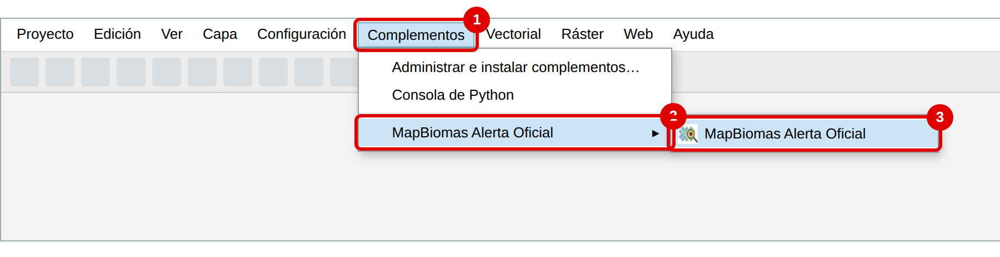 Proyecto Edición Ver Capa Configuración Complementos Vectorial Ráster Web Ayuda
1
Administrar e instalar complementos…
Consola de Python
MapBiomas Alerta Oficial
2
MapBiomas Alerta Oficial
3